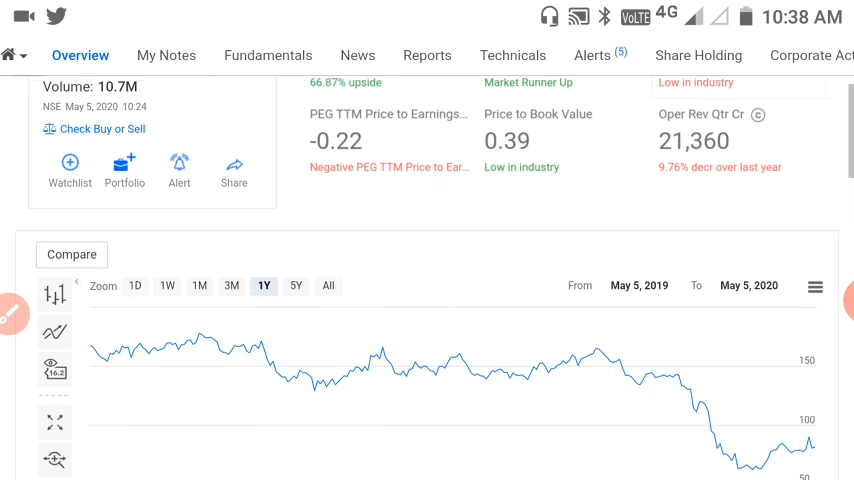 VoLTE 4G 10:38 AM
Overview My Notes Fundamentals News Reports Technicals Alerts (5) Share Holding Corporate Act
Volume: 10.7M
NSE May 5, 2020 10:24
Check Buy or Sell
Watchlist Portfolio Alert Share
66.87% upside Market Runner Up Low in industry
PEG TTM Price to Earnings... Price to Book Value Oper Rev Qtr Cr C
-0.22 0.39 21,360
Negative PEG TTM Price to Ear... Low in industry 9.76% decr over last year
Compare
Zoom 1D 1W 1M 3M 1Y 5Y All From May 5, 2019 To May 5, 2020
16.2
150
100
50